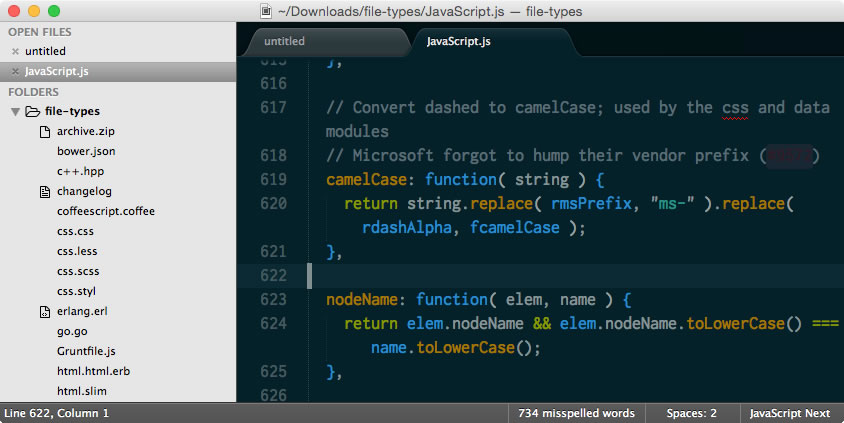 ~/Downloads/file-types/JavaScript.js — file-types
OPEN FILES
untitled
JavaScript.js
FOLDERS
file-types
archive.zip
bower.json
c++.hpp
changelog
coffeescript.coffee
css.css
css.less
css.scss
css.styl
erlang.erl
go.go
Gruntfile.js
html.html.erb
html.slim
untitled
JavaScript.js
615 },
616
617 // Convert dashed to camelCase; used by the css and data
modules
618 // Microsoft forgot to hump their vendor prefix ( )
619 camelCase: function( string ) {
620 return string.replace( rmsPrefix, "ms-" ).replace(
rdashAlpha, fcamelCase );
621 },
622
623 nodeName: function( elem, name ) {
624 return elem.nodeName && elem.nodeName.toLowerCase() ===
name.toLowerCase();
625 },
626
Line 622, Column 1
734 misspelled words
Spaces: 2
JavaScript Next